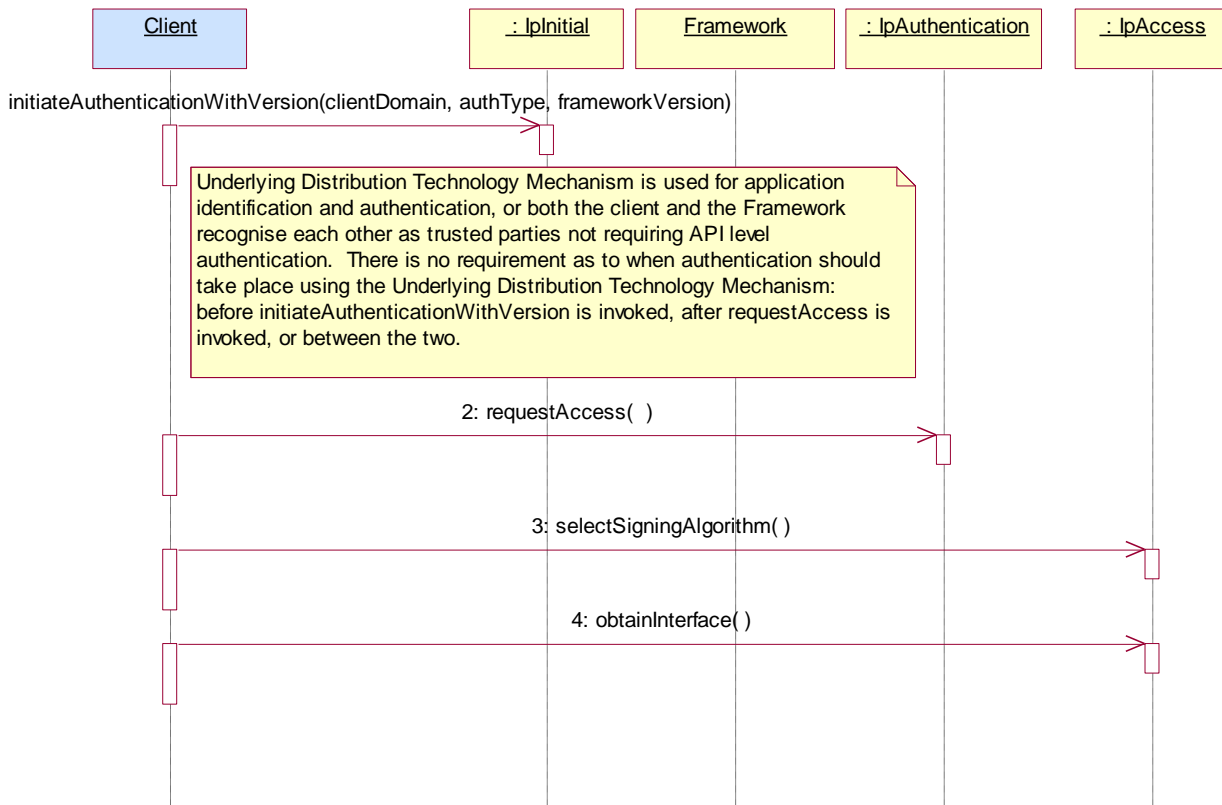 Client
: IpInitial
Framework
: IpAuthentication
: IpAccess
initiateAuthenticationWithVersion(clientDomain, authType, frameworkVersion)
Underlying Distribution Technology Mechanism is used for application
identification and authentication, or both the client and the Framework
recognise each other as trusted parties not requiring API level
authentication.  There is no requirement as to when authentication should
take place using the Underlying Distribution Technology Mechanism:
before initiateAuthenticationWithVersion is invoked, after requestAccess is
invoked, or between the two.
2: requestAccess(  )
3: selectSigningAlgorithm( )
4: obtainInterface( )